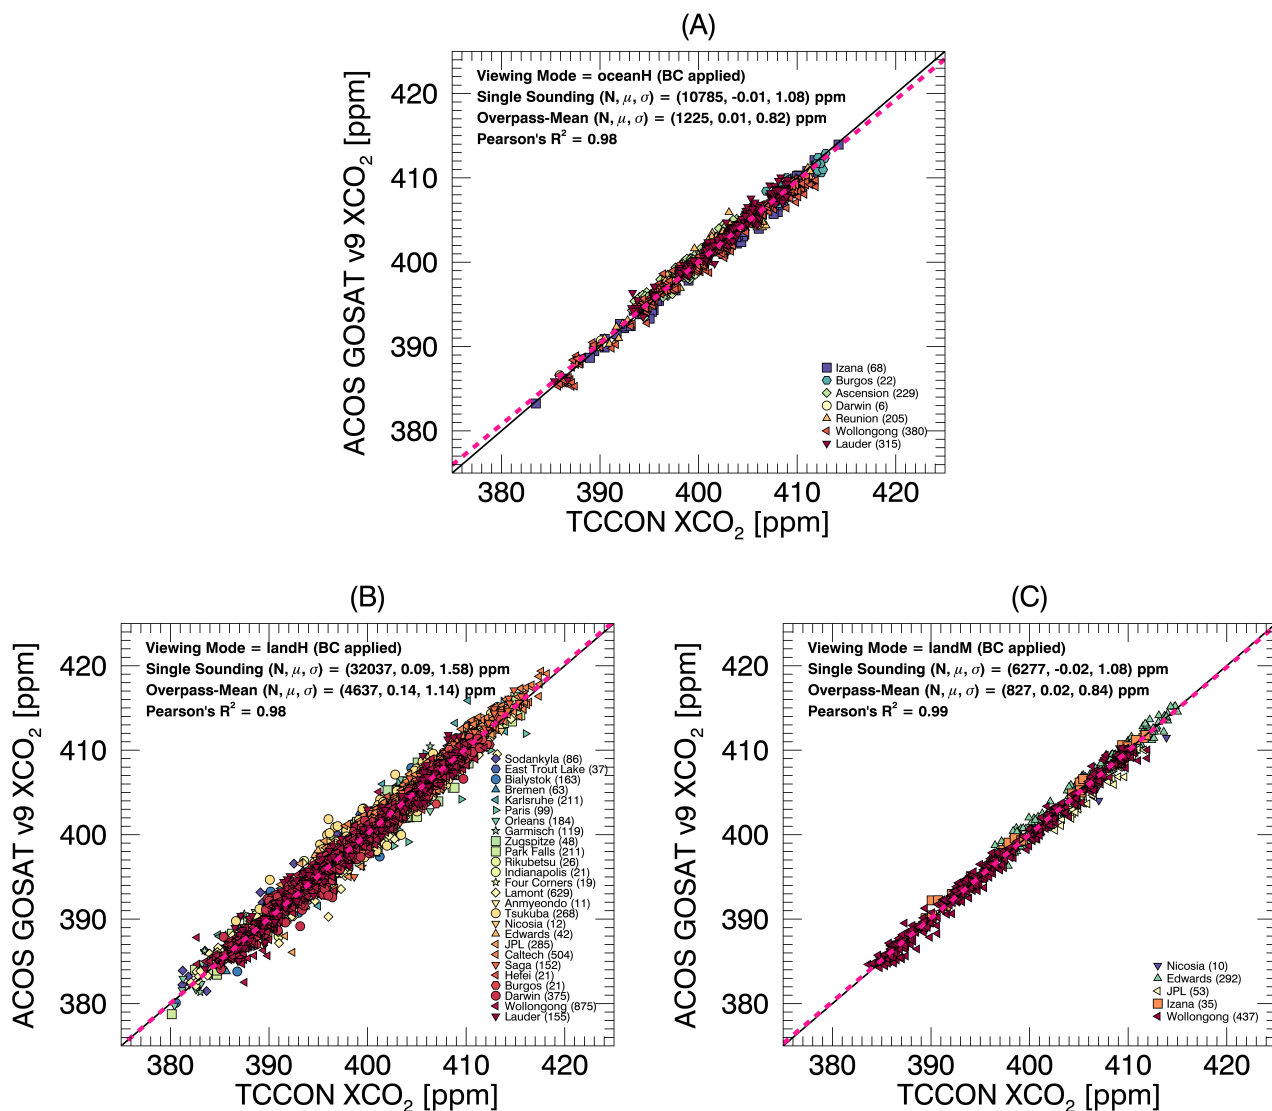 (A)
ACOS GOSAT v9 XCO2 [ppm]
420
410
400
390
380
Viewing Mode = oceanH (BC applied)
Single Sounding (N, μ, σ) = (10785, -0.01, 1.08) ppm
Overpass-Mean (N, μ, σ) = (1225, 0.01, 0.82) ppm
Pearson's R2 = 0.98
Izana (68)
Burgos (22)
Ascension (229)
Darwin (6)
Reunion (205)
Wollongong (380)
Lauder (315)
380 390 400 410 420
TCCON XCO2 [ppm]
(B)
ACOS GOSAT v9 XCO2 [ppm]
420
410
400
390
380
Viewing Mode = landH (BC applied)
Single Sounding (N, μ, σ) = (32037, 0.09, 1.58) ppm
Overpass-Mean (N, μ, σ) = (4637, 0.14, 1.14) ppm
Pearson's R2 = 0.98
Sodankyla (86)
East Trout Lake (37)
Bialystok (163)
Bremen (63)
Karlsruhe (211)
Paris (99)
Orleans (184)
Garmisch (119)
Zugspitze (48)
Park Falls (211)
Rikubetsu (26)
Indianapolis (21)
Four Corners (19)
Lamont (629)
Anmyeondo (11)
Tsukuba (268)
Nicosia (12)
Edwards (42)
JPL (285)
Caltech (504)
Saga (152)
Hefei (21)
Burgos (21)
Darwin (375)
Wollongong (875)
Lauder (155)
380 390 400 410 420
TCCON XCO2 [ppm]
(C)
ACOS GOSAT v9 XCO2 [ppm]
420
410
400
390
380
Viewing Mode = landM (BC applied)
Single Sounding (N, μ, σ) = (6277, -0.02, 1.08) ppm
Overpass-Mean (N, μ, σ) = (827, 0.02, 0.84) ppm
Pearson's R2 = 0.99
Nicosia (10)
Edwards (292)
JPL (53)
Izana (35)
Wollongong (437)
380 390 400 410 420
TCCON XCO2 [ppm]